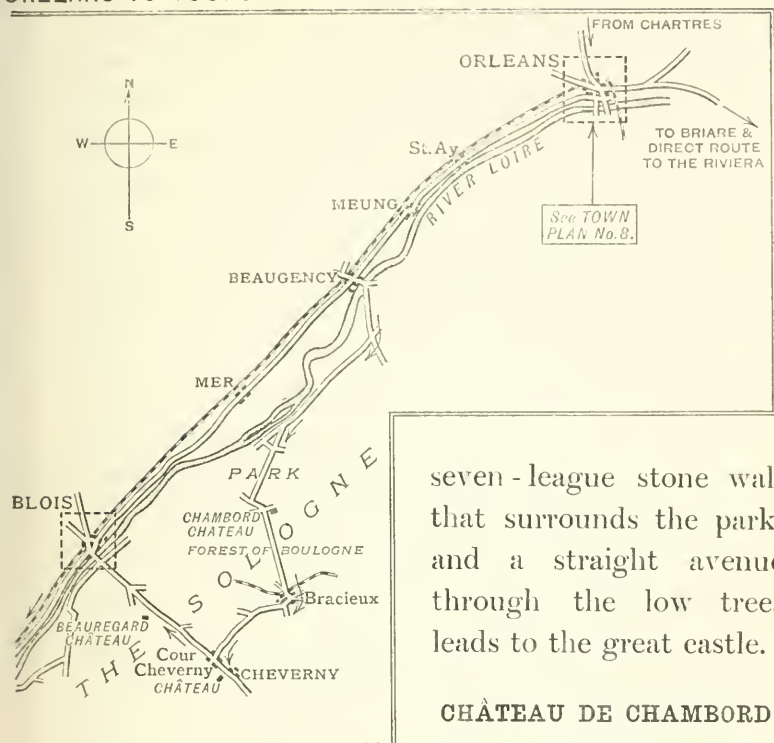 FROM CHARTRES
ORLEANS
N
W E
S
TO BRIARE &
DIRECT ROUTE
TO THE RIVIERA
St. Ay
RIVER LOIRE
MEUNG
See TOWN
PLAN No. 8.
BEAUGENCY
MER
PARK
BLOIS
CHAMBORD
CHATEAU
FOREST OF BOULOGNE
THE SOLOGNE
Bracieux
BEAUREGARD
CHÂTEAU
Cour
Cheverny
CHEVERNY
CHÂTEAU
seven-league stone wal
that surrounds the park
and a straight avenue
through the low tree
leads to the great castle.
CHÂTEAU DE CHAMBORD